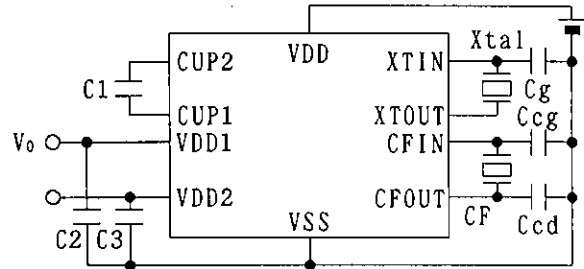 VDD
Xtal
CUP2
XTIN
C1
Cg
CUP1
XTOUT
Ccg
V₀
VDD1
CFIN
VDD2
CFOUT
VSS
CF
C2
C3
Ccd